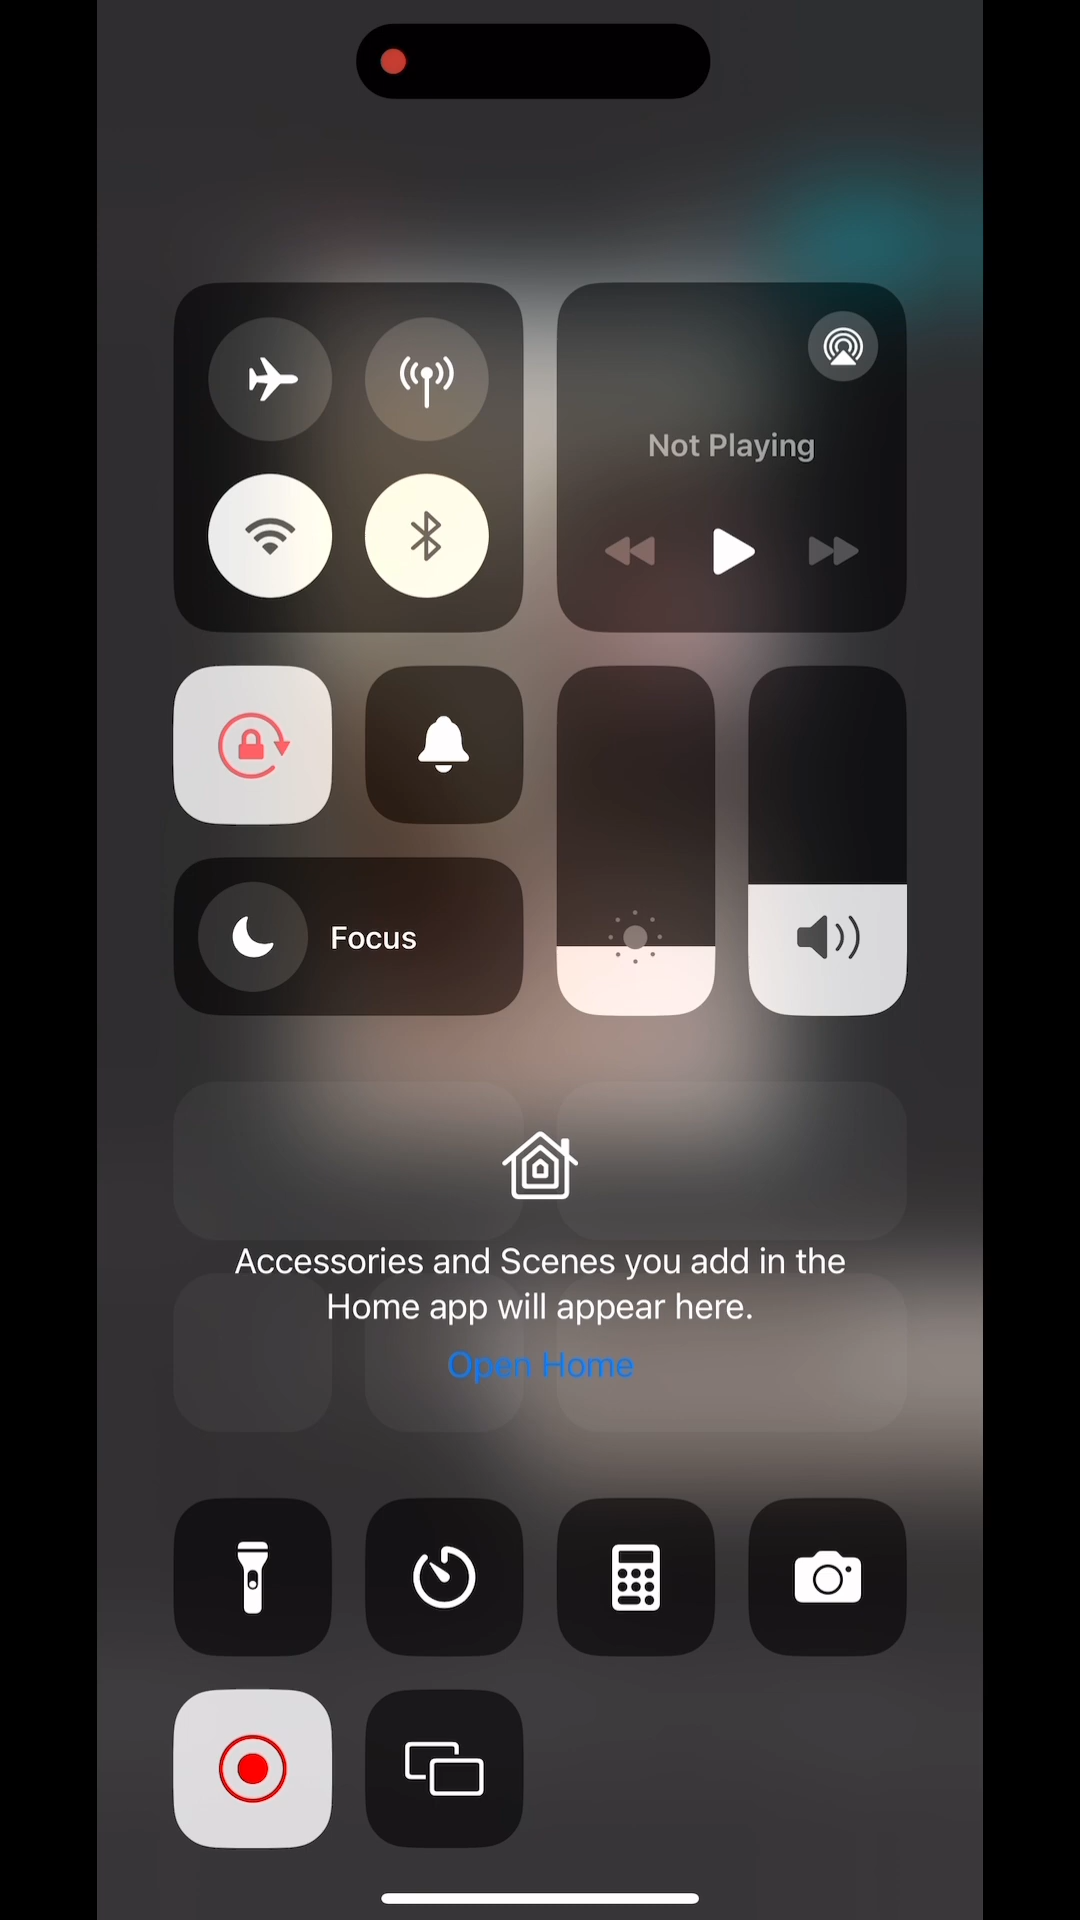 Not Playing
Focus
Accessories and Scenes you add in the
Home app will appear here.
Open Home